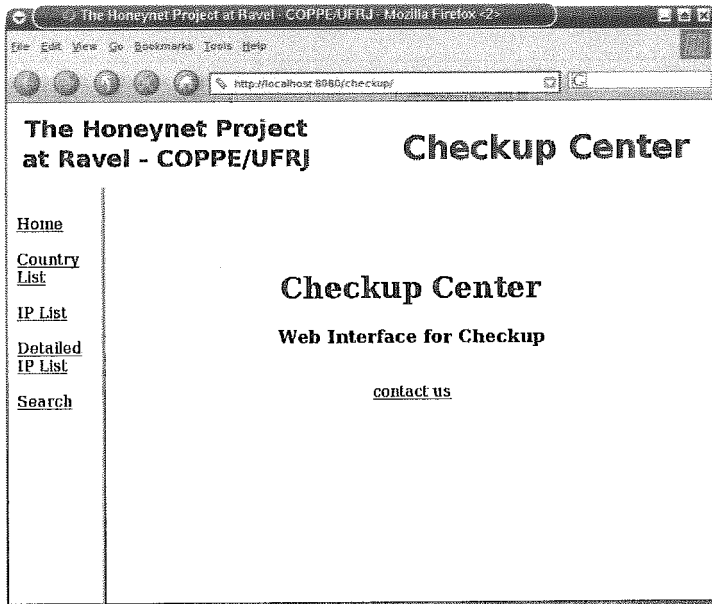 The Honeynet Project at Ravel - COPPE/UFRJ - Mozilla Firefox <2>
File Edit View Go Bookmarks Tools Help
http://localhost:8080/checkup/
The Honeynet Project
at Ravel - COPPE/UFRJ
Checkup Center
Home
Country
List
IP List
Detailed
IP List
Search
Checkup Center
Web Interface for Checkup
contact us